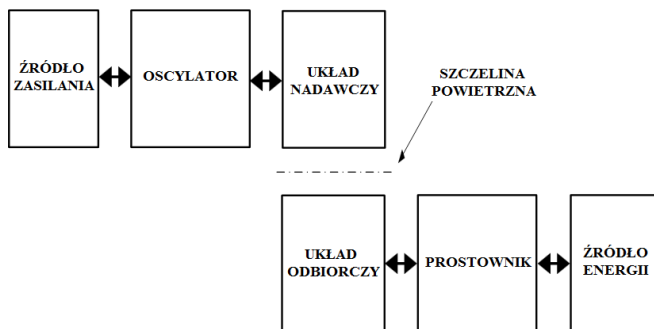 ŹRÓDŁO
ZASILANIA
OSCYLATOR
UKŁAD
NADAWCZY
SZCZELINA
POWIETRZNA
UKŁAD
ODBIORCZY
PROSTOWNIK
ŹRÓDŁO
ENERGII